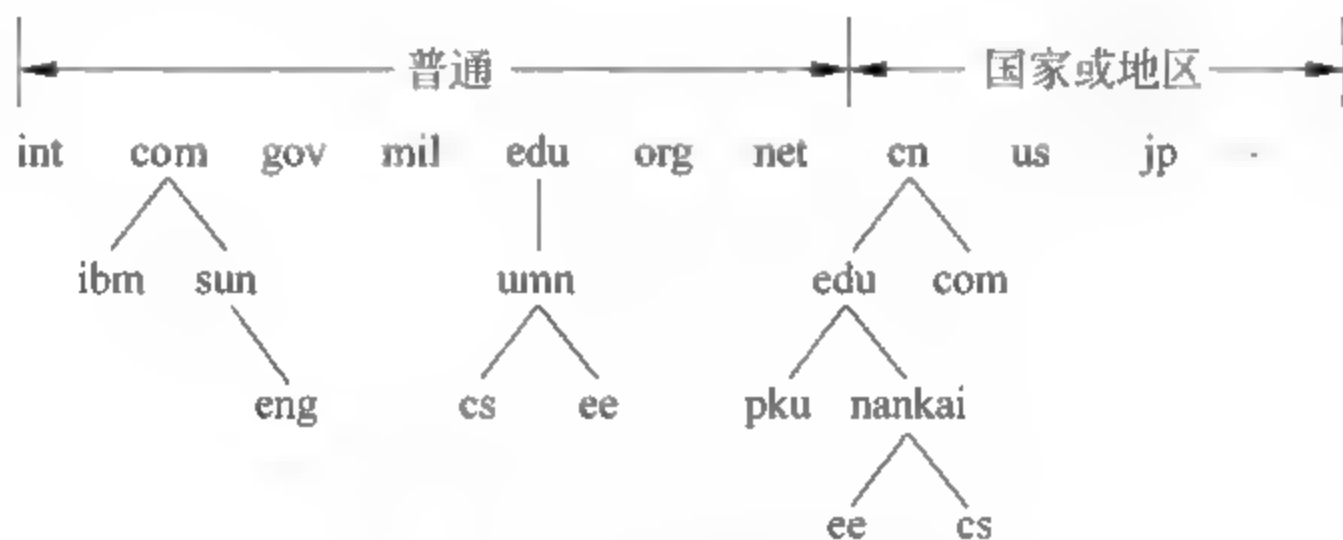 普通 国家或地区
int com gov mil edu org net cn us jp ·
ibm sun umn edu com
eng cs ee pku nankai
ee cs